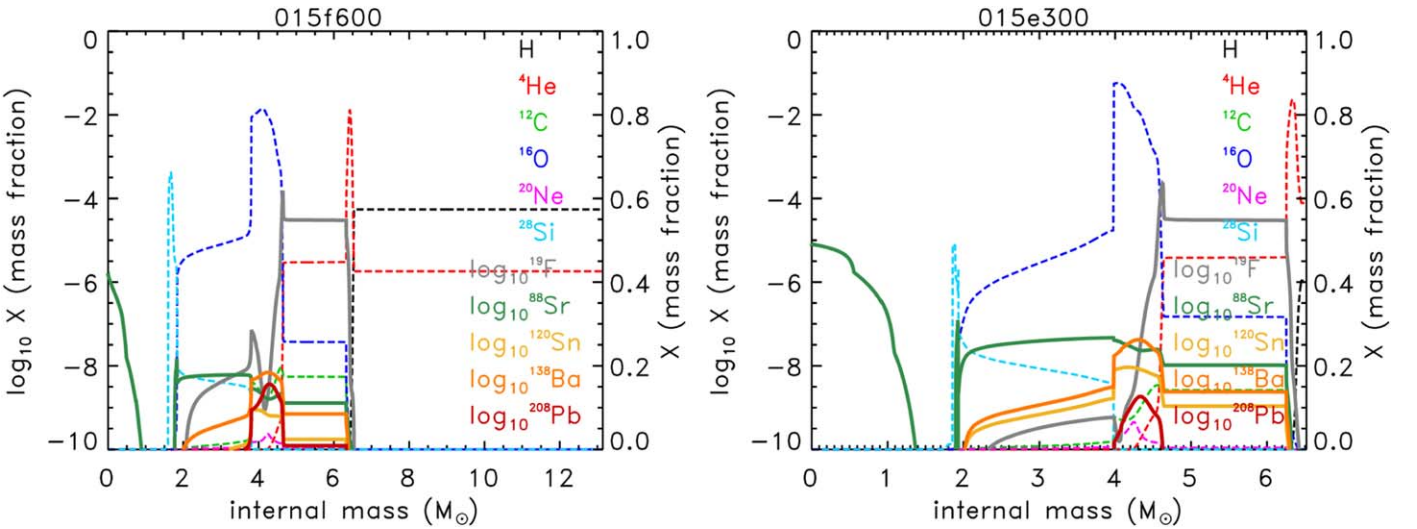 015f600
log₁₀ X (mass fraction)
0
−2
−4
−6
−8
−10
1.0
0.8
0.6
0.4
0.2
0.0
X (mass fraction)
H
⁴He
¹²C
¹⁶O
²⁰Ne
²⁸Si
log₁₀ ¹⁹F
log₁₀ ⁸⁸Sr
log₁₀ ¹²⁰Sn
log₁₀ ¹³⁸Ba
log₁₀ ²⁰⁸Pb
0 2 4 6 8 10 12
internal mass (M☉)
015e300
log₁₀ X (mass fraction)
0
−2
−4
−6
−8
−10
1.0
0.8
0.6
0.4
0.2
0.0
X (mass fraction)
H
⁴He
¹²C
¹⁶O
²⁰Ne
²⁸Si
log₁₀ ¹⁹F
log₁₀ ⁸⁸Sr
log₁₀ ¹²⁰Sn
log₁₀ ¹³⁸Ba
log₁₀ ²⁰⁸Pb
0 1 2 3 4 5 6
internal mass (M☉)